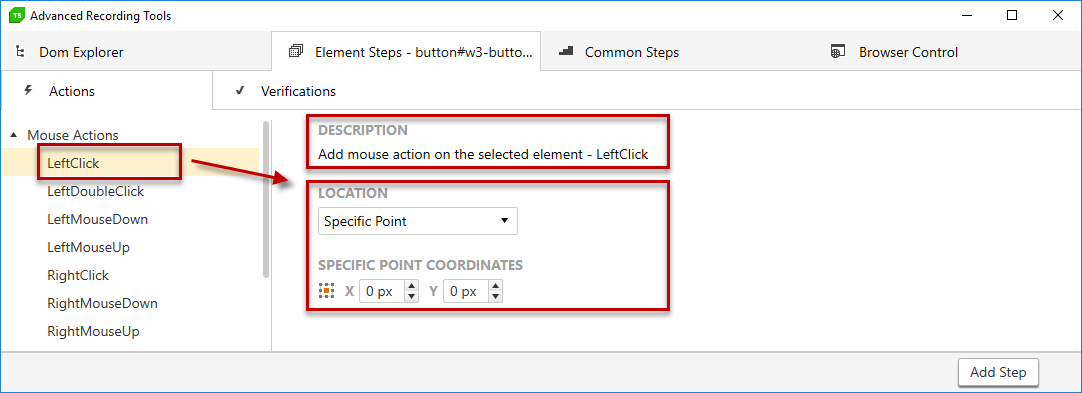 TS Advanced Recording Tools
Dom Explorer
Element Steps - button#w3-butto...
Common Steps
Browser Control
Actions
Verifications
Mouse Actions
LeftClick
LeftDoubleClick
LeftMouseDown
LeftMouseUp
RightClick
RightMouseDown
RightMouseUp
DESCRIPTION
Add mouse action on the selected element - LeftClick
LOCATION
Specific Point
SPECIFIC POINT COORDINATES
X 0 px Y 0 px
Add Step